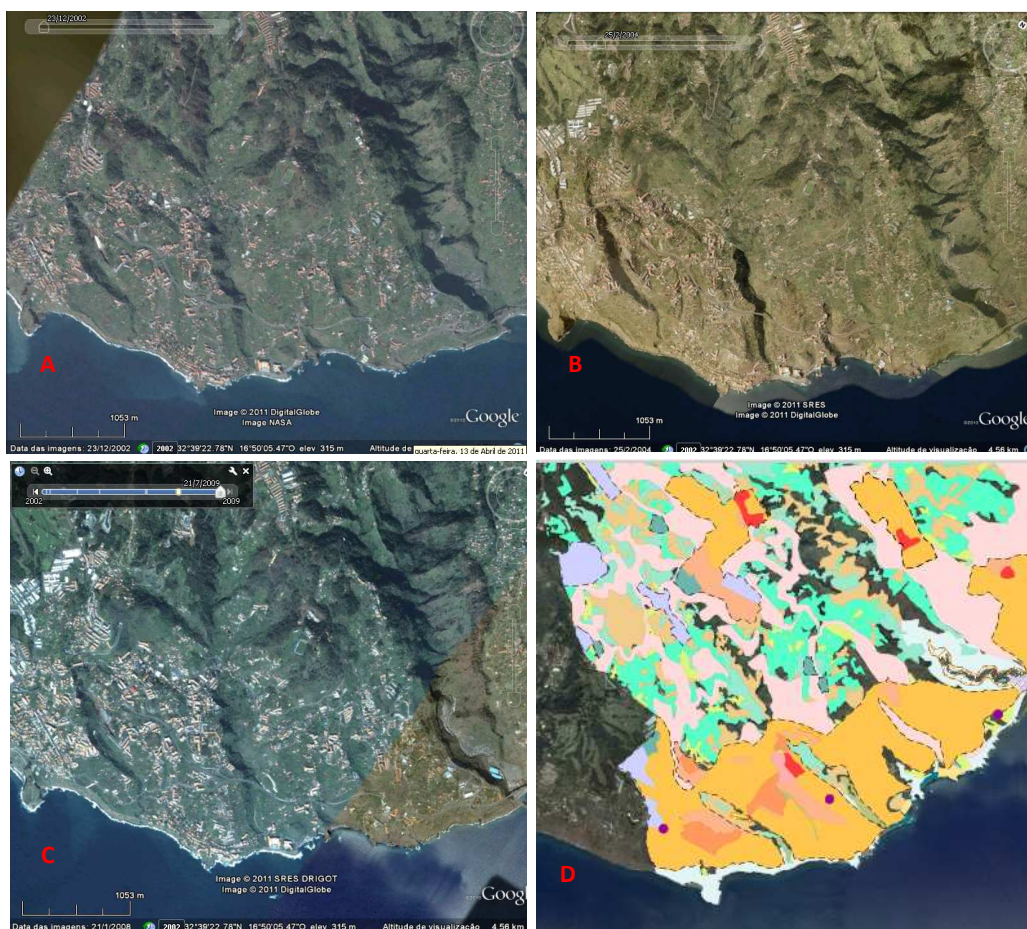 23/12/2002
A
Image © 2011 DigitalGlobe
Image NASA
1053 m
©2010 Google
Data das imagens: 23/12/2002 2002 32°39'22.78"N 16°50'05.47"O elev 315 m Altitude de
quarta-feira, 13 de Abril de 2011
25/2/2004
B
Image © 2011 SRES
Image © 2011 DigitalGlobe
1053 m
©2010 Google
Data das imagens: 25/2/2004 2002 32°39'22.78"N 16°50'05.47"O elev 315 m Altitude de visualização 4.56 km
21/7/2009
2002 2009
C
Image © 2011 SRES DRIGOT
Image © 2011 DigitalGlobe
1053 m
©2010 Goog
Data das imagens: 21/1/2008 2002 32°39'22.78"N 16°50'05.47"O elev 315 m Altitude de visualização 4.56 km
D